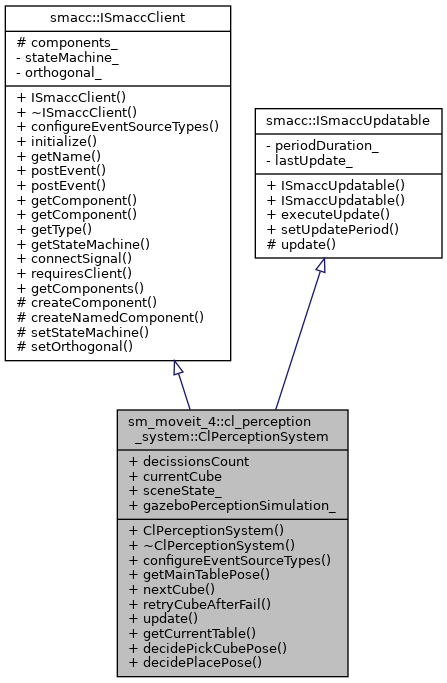 smacc::ISmaccClient
# components_
- stateMachine_
- orthogonal_
+ ISmaccClient()
+ ~ISmaccClient()
+ configureEventSourceTypes()
+ initialize()
+ getName()
+ postEvent()
+ postEvent()
+ getComponent()
+ getComponent()
+ getType()
+ getStateMachine()
+ connectSignal()
+ requiresClient()
+ getComponents()
# createComponent()
# createNamedComponent()
# setStateMachine()
# setOrthogonal()
smacc::ISmaccUpdatable
- periodDuration_
- lastUpdate_
+ ISmaccUpdatable()
+ ISmaccUpdatable()
+ executeUpdate()
+ setUpdatePeriod()
# update()
sm_moveit_4::cl_perception
_system::ClPerceptionSystem
+ decissionsCount
+ currentCube
+ sceneState_
+ gazeboPerceptionSimulation_
+ ClPerceptionSystem()
+ ~ClPerceptionSystem()
+ configureEventSourceTypes()
+ getMainTablePose()
+ nextCube()
+ retryCubeAfterFail()
+ update()
+ getCurrentTable()
+ decidePickCubePose()
+ decidePlacePose()